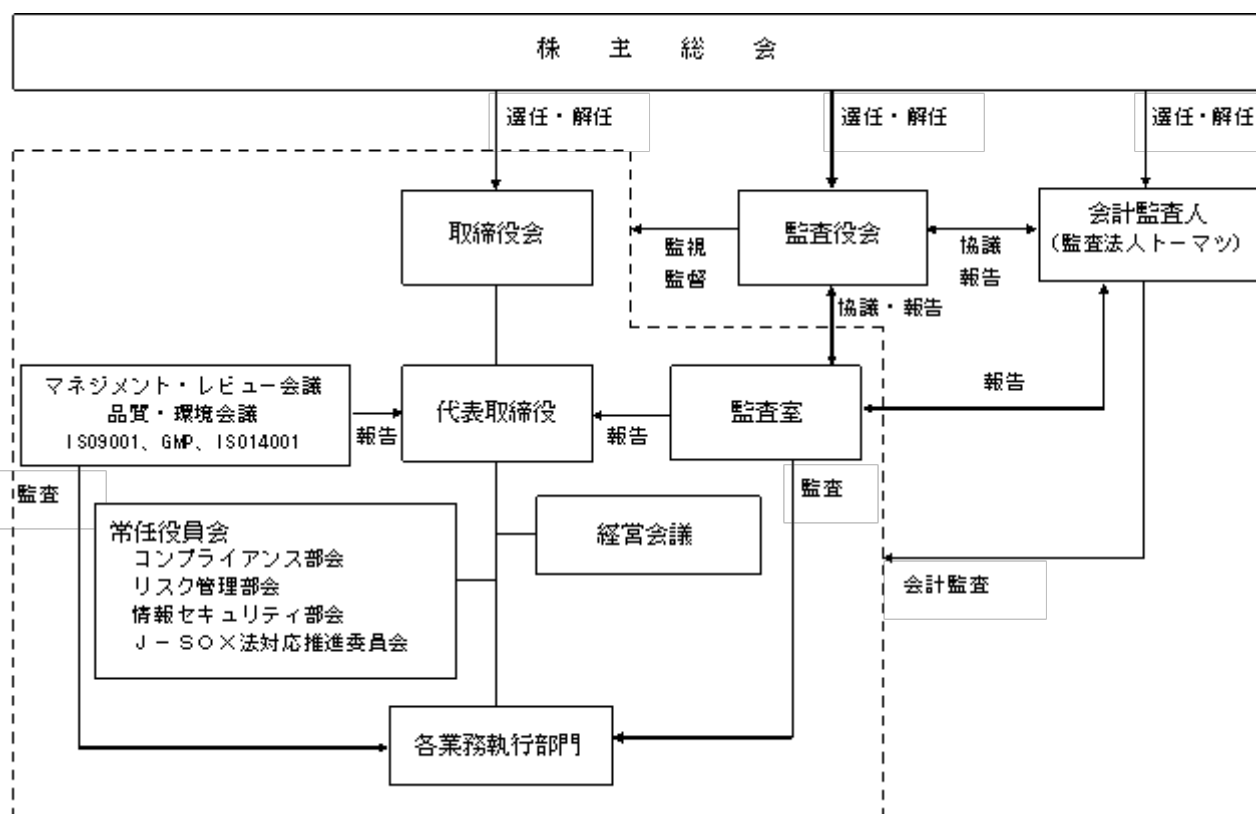 株主総会
選任・解任
選任・解任
選任・解任
取締役会
監視
監督
監査役会
協議
報告
会計監査人
(監査法人トーマツ)
協議・報告
マネジメント・レビュー会議
品質・環境会議
ISO9001、GMP、ISO14001
報告
代表取締役
報告
監査室
報告
監査
監査
常任役員会
コンプライアンス部会
リスク管理部会
情報セキュリティ部会
J-SOX法対応推進委員会
経営会議
会計監査
各業務執行部門